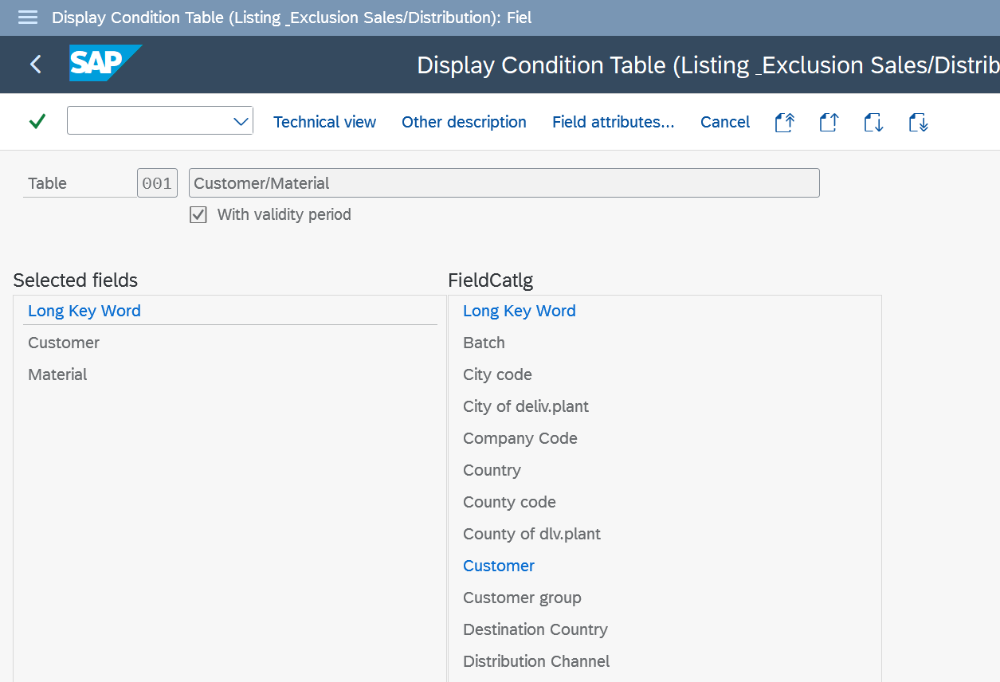 Display Condition Table (Listing _Exclusion Sales/Distribution): Fiel
SAP
Display Condition Table (Listing _Exclusion Sales/Distrib
Technical view Other description Field attributes... Cancel
Table 001 Customer/Material
With validity period
Selected fields
Long Key Word
Customer
Material
FieldCatlg
Long Key Word
Batch
City code
City of deliv.plant
Company Code
Country
County code
County of dlv.plant
Customer
Customer group
Destination Country
Distribution Channel